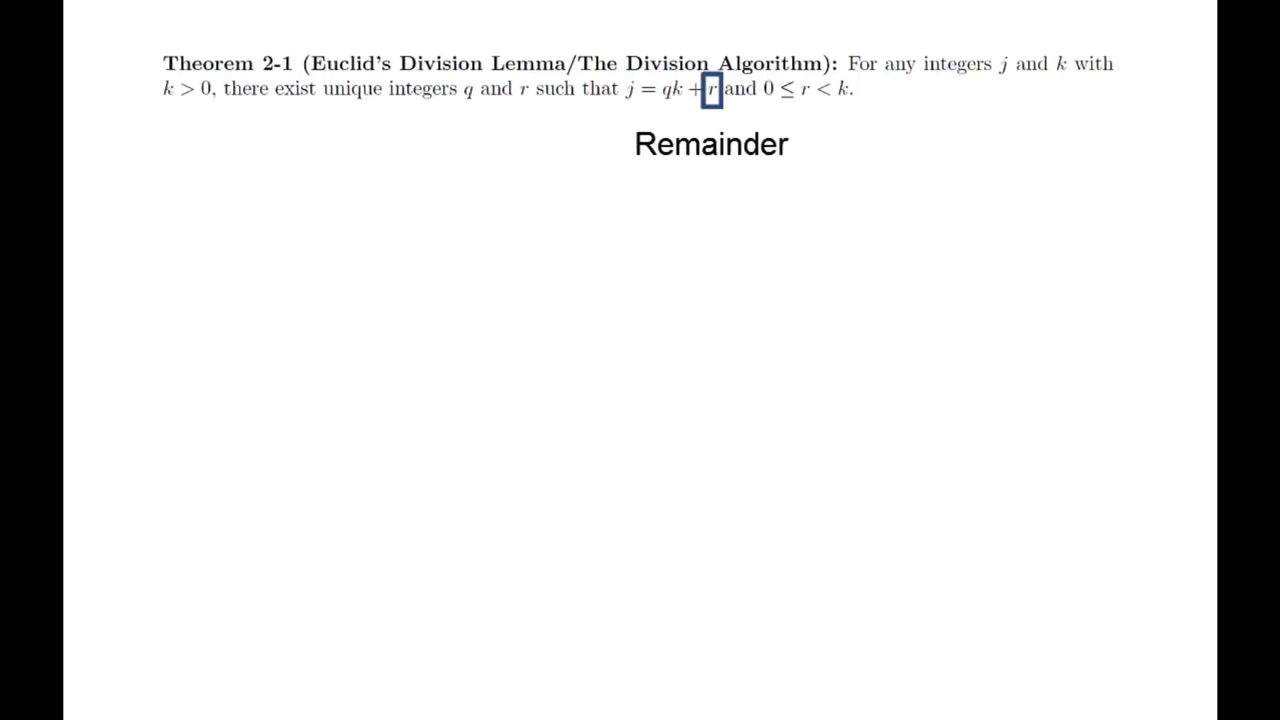 Theorem 2-1 (Euclid's Division Lemma/The Division Algorithm): For any integers j and k with
k > 0, there exist unique integers q and r such that j = qk + r and 0 ≤ r < k.
Remainder